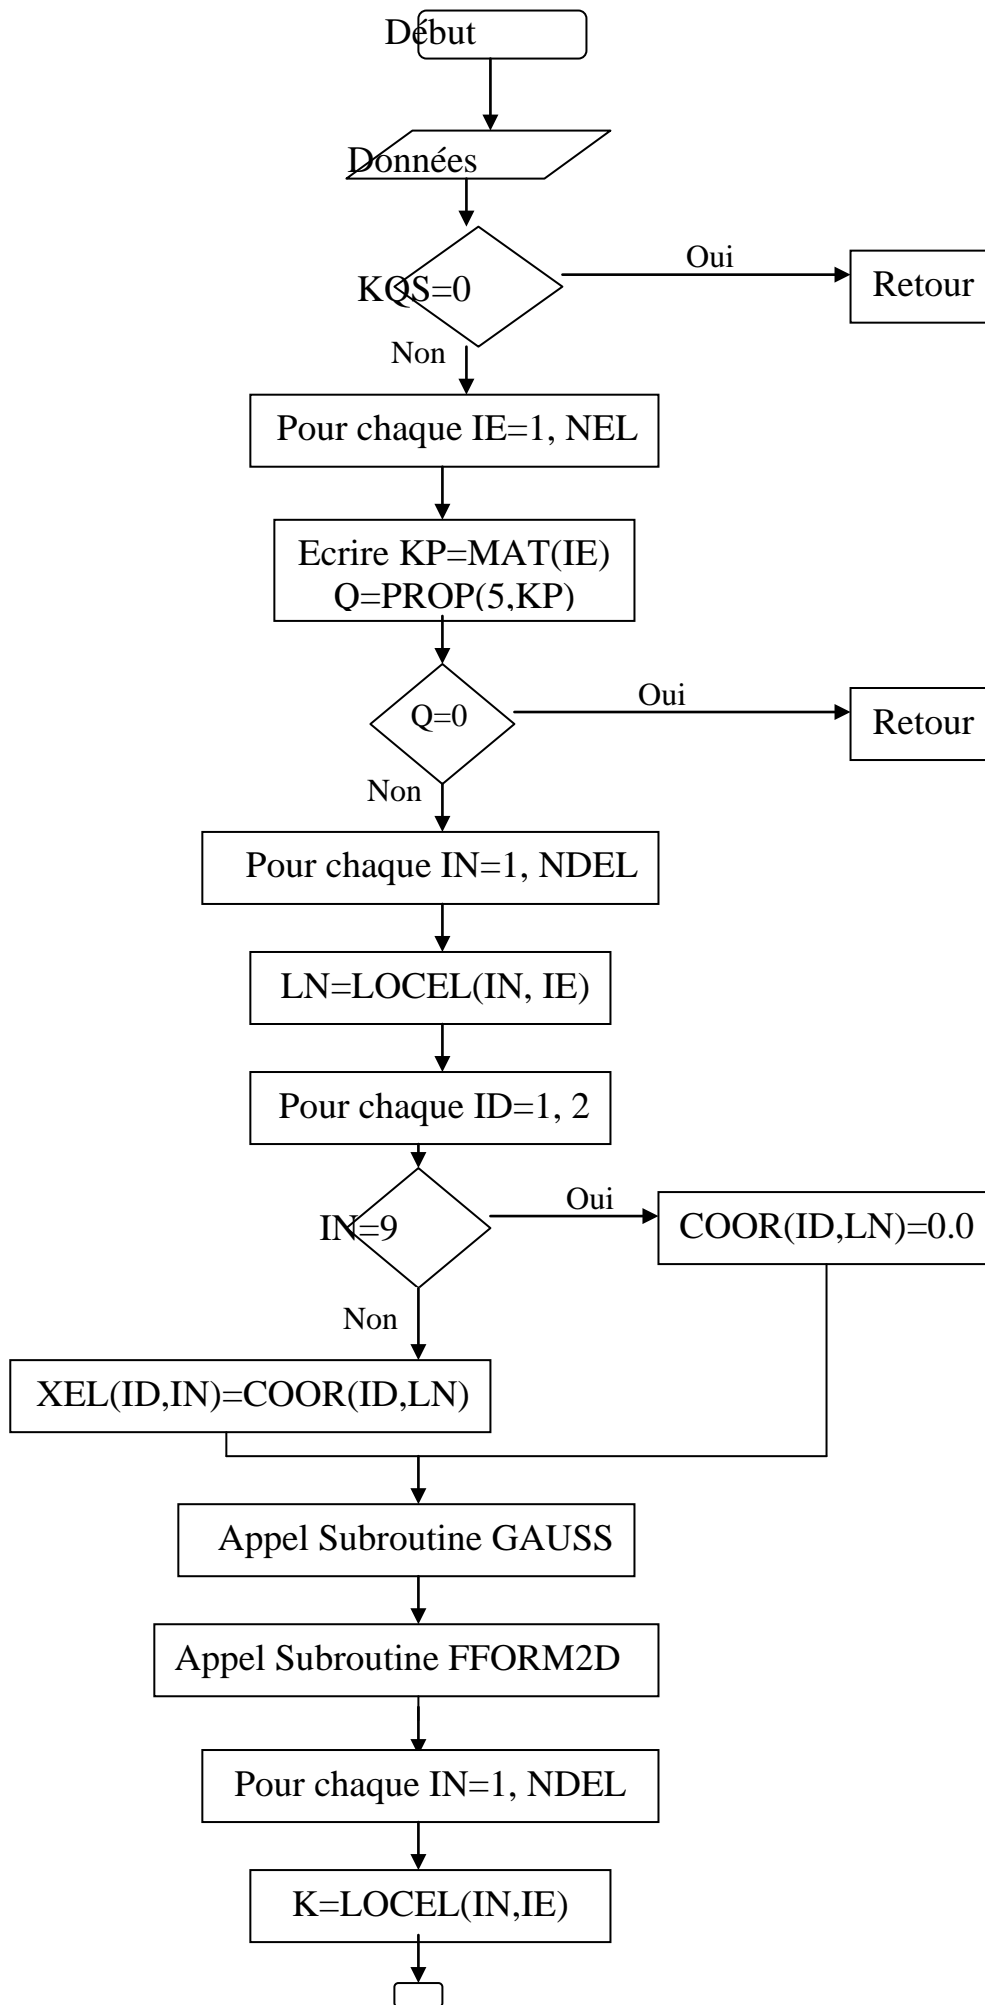 Début
Données
KQS=0
Oui
Retour
Non
Pour chaque IE=1, NEL
Ecrire KP=MAT(IE)
Q=PROP(5,KP)
Q=0
Oui
Retour
Non
Pour chaque IN=1, NDEL
LN=LOCEL(IN, IE)
Pour chaque ID=1, 2
IN=9
Oui
COOR(ID,LN)=0.0
Non
XEL(ID,IN)=COOR(ID,LN)
Appel Subroutine GAUSS
Appel Subroutine FFORM2D
Pour chaque IN=1, NDEL
K=LOCEL(IN,IE)